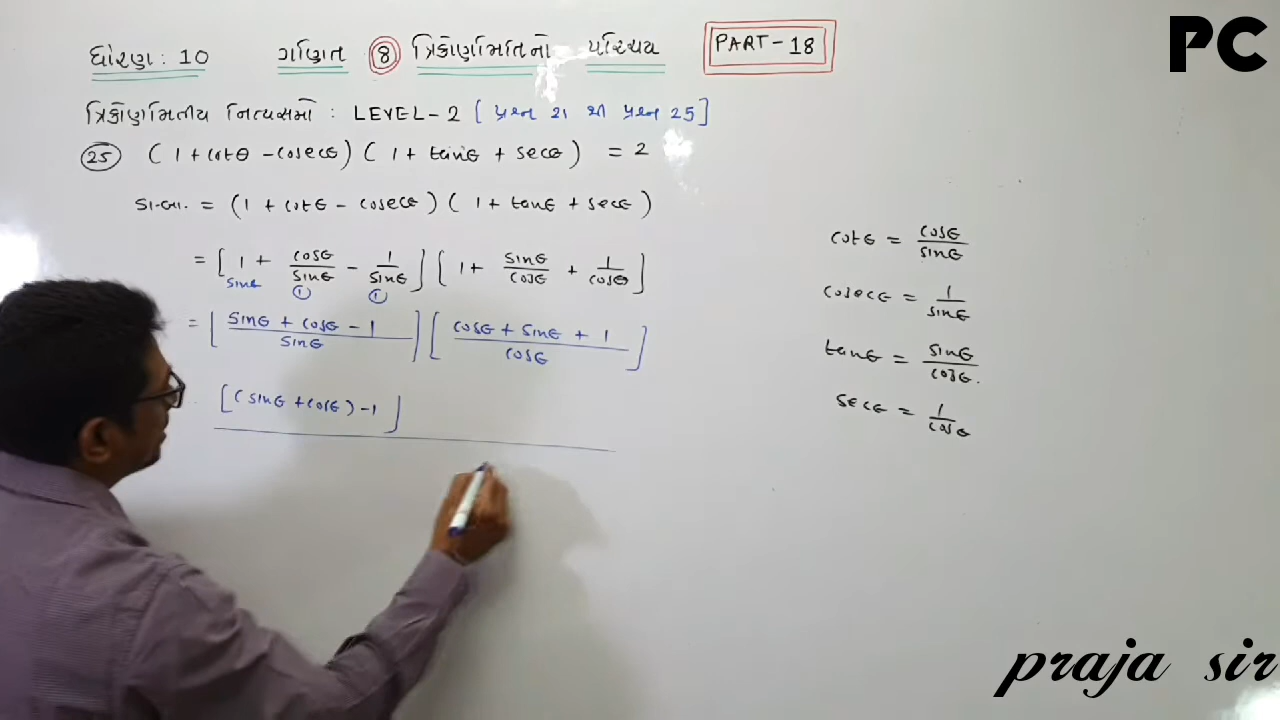 ધોરણ : 10 ગણિત 8 ત્રિકોણમિતિનો પરિચય PART-18
PC
ત્રિકોણમિતીય નિત્યસમો : LEVEL-2 [ પ્રશ્ન 21 થી પ્રશ્ન 25 ]
25 (1 + cotθ - cosecθ) (1 + tanθ + secθ) = 2
ડા.બા. = (1 + cotθ - cosecθ) (1 + tanθ + secθ)
= [1 + cosθ/sinθ - 1/sinθ] [1 + sinθ/cosθ + 1/cosθ]
sinθ 1 1
= [sinθ + cosθ - 1 / sinθ] [cosθ + sinθ + 1 / cosθ]
[(sinθ + cosθ) - 1]
cotθ = cosθ/sinθ
cosecθ = 1/sinθ
tanθ = sinθ/cosθ.
secθ = 1/cosθ
praja sir